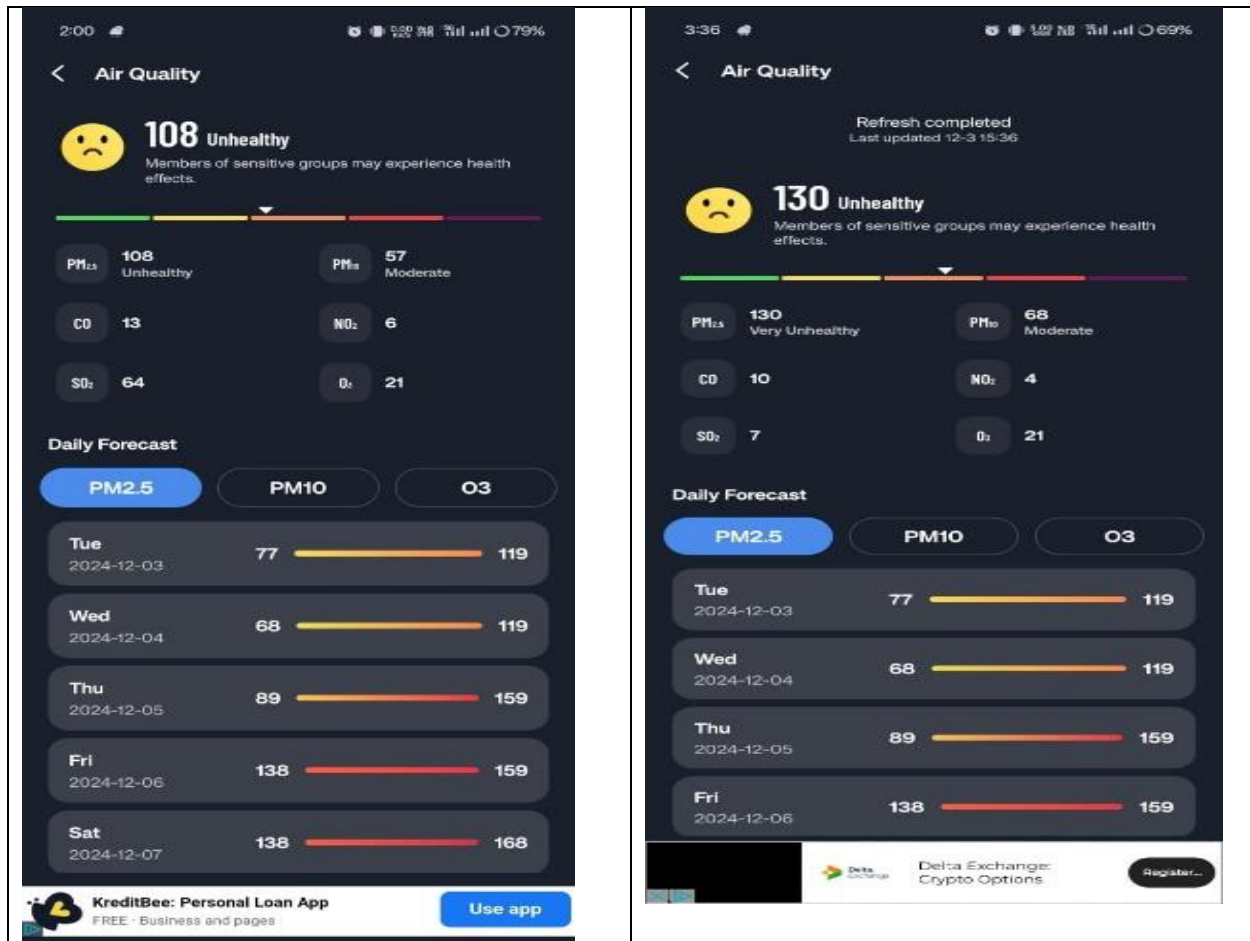 2:00
79%
Air Quality
108 Unhealthy
Members of sensitive groups may experience health
effects.
PM2.5 108 Unhealthy
PM10 57 Moderate
CO 13
NO₂ 6
SO₂ 64
21
Daily Forecast
PM2.5 PM10 O3
Tue
2024-12-03
77 119
Wed
2024-12-04
68 119
Thu
2024-12-05
89 159
Fri
2024-12-06
138 159
Sat
2024-12-07
138 168
KreditBee: Personal Loan App
FREE · Business and pages
Use app
3:36
69%
Air Quality
Refresh completed
Last updated 12-3 15:36
130 Unhealthy
Members of sensitive groups may experience health
effects.
PM2.5 130 Very Unhealthy
PM10 68 Moderate
CO 10
NO₂ 4
SO₂ 7
21
Daily Forecast
PM2.5 PM10 O3
Tue
2024-12-03
77 119
Wed
2024-12-04
68 119
Thu
2024-12-05
89 159
Fri
2024-12-06
138 159
Delta Exchange
Delta Exchange:
Crypto Options
Register...